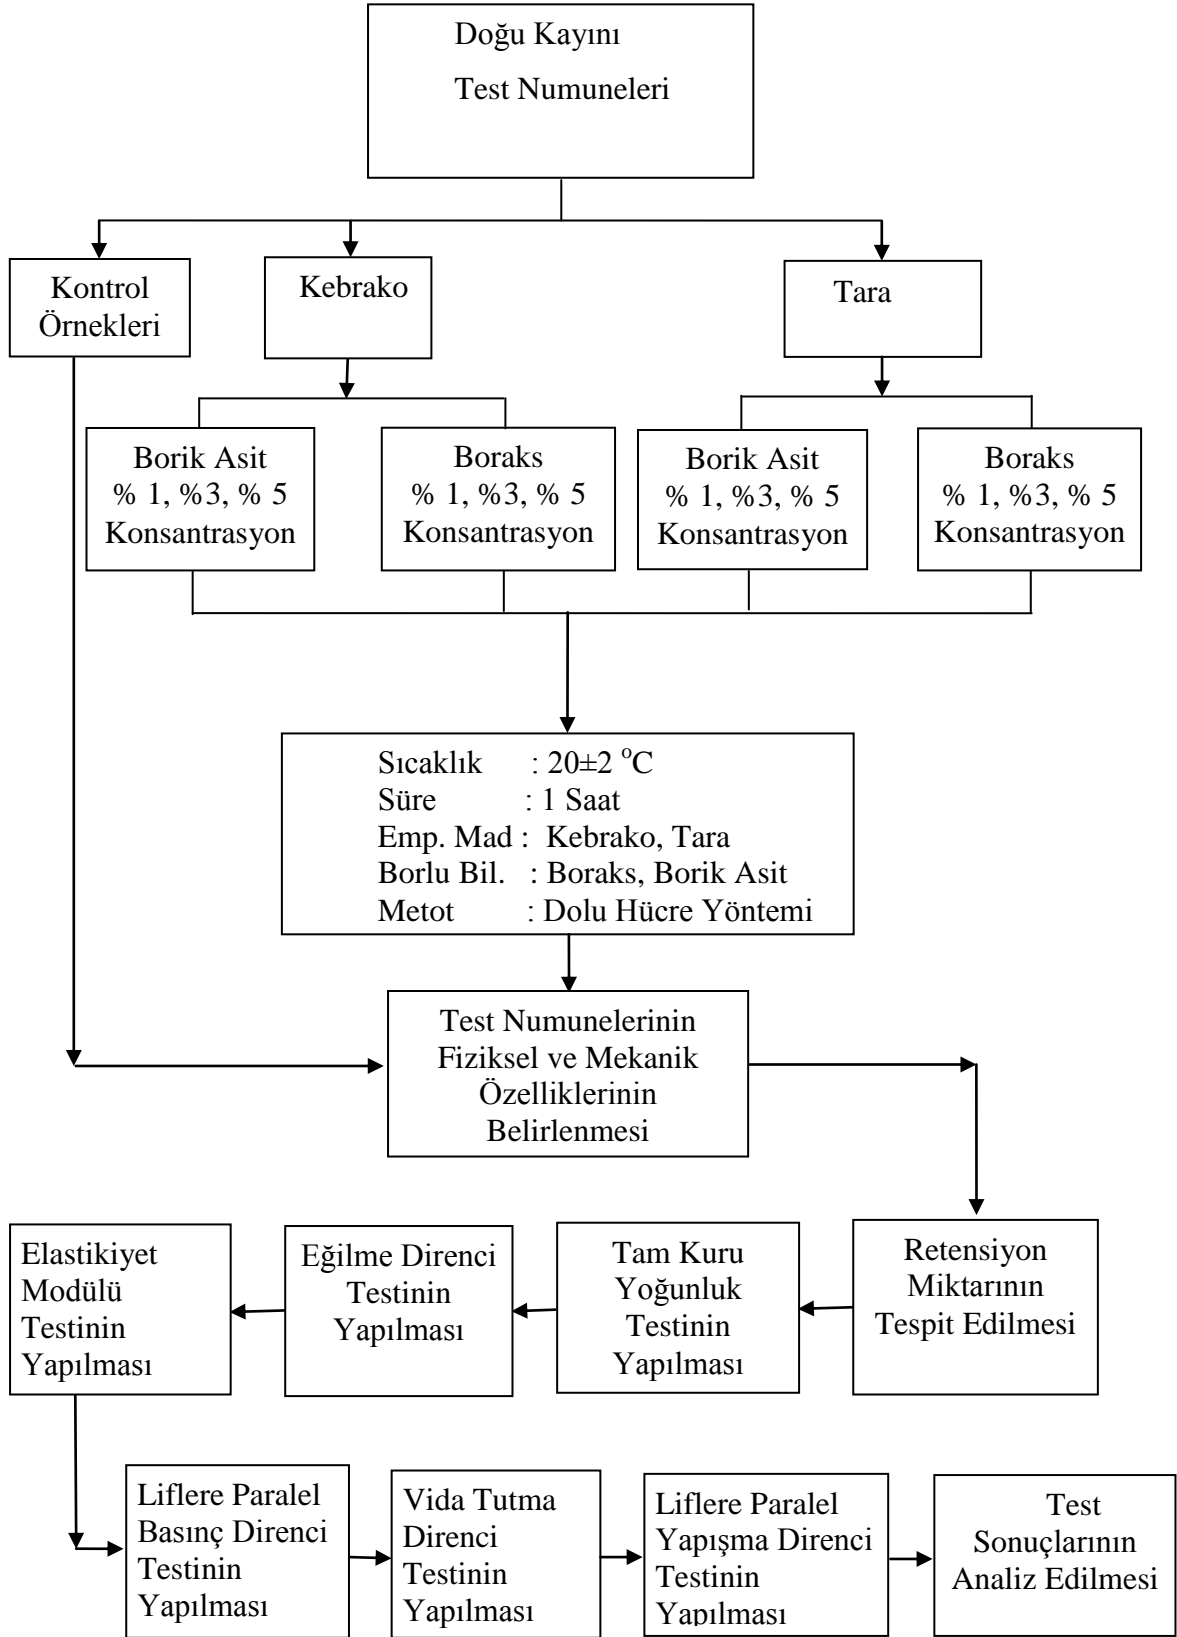 Doğu Kayını
Test Numuneleri
Kontrol
Örnekleri
Kebrako
Tara
Borik Asit
% 1, %3, % 5
Konsantrasyon
Boraks
% 1, %3, % 5
Konsantrasyon
Borik Asit
% 1, %3, % 5
Konsantrasyon
Boraks
% 1, %3, % 5
Konsantrasyon
Sıcaklık : 20±2 °C
Süre : 1 Saat
Emp. Mad : Kebrako, Tara
Borlu Bil. : Boraks, Borik Asit
Metot : Dolu Hücre Yöntemi
Test Numunelerinin
Fiziksel ve Mekanik
Özelliklerinin
Belirlenmesi
Retensiyon
Miktarının
Tespit Edilmesi
Tam Kuru
Yoğunluk
Testinin
Yapılması
Eğilme Direnci
Testinin
Yapılması
Elastikiyet
Modülü
Testinin
Yapılması
Liflere Paralel
Basınç Direnci
Testinin
Yapılması
Vida Tutma
Direnci
Testinin
Yapılması
Liflere Paralel
Yapışma Direnci
Testinin
Yapılması
Test
Sonuçlarının
Analiz Edilmesi